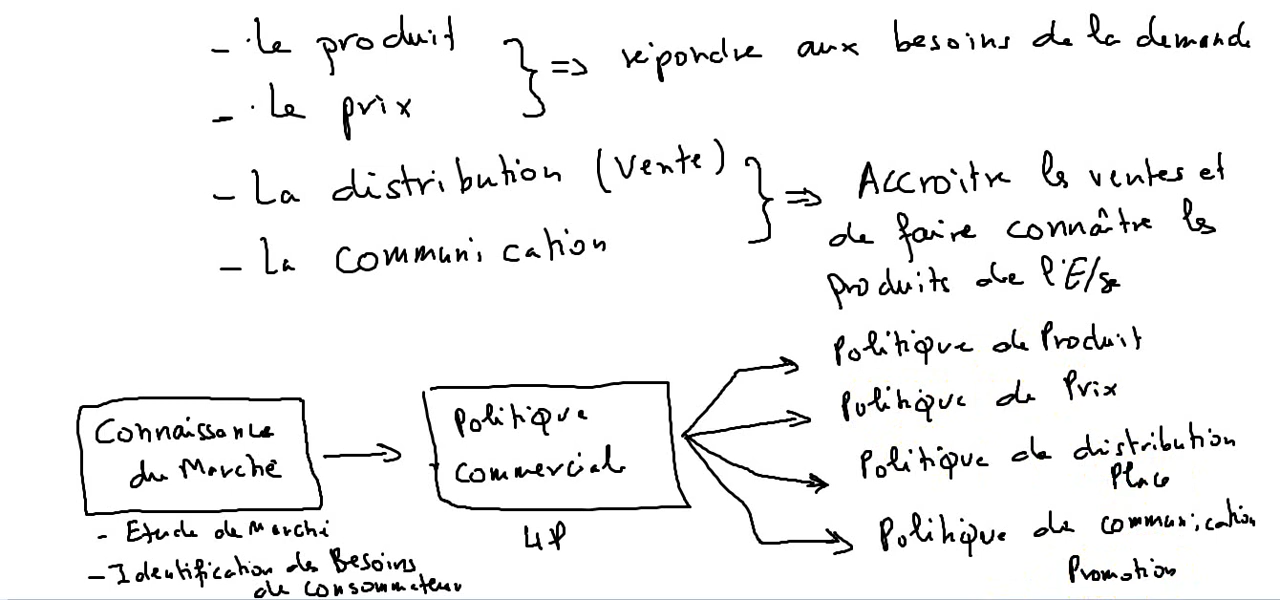 - Le produit
} => répondre aux besoins de la demande
- Le prix
- La distribution (vente)
} => Accroître les ventes et
de faire connaître les
produits de l'E/se
- La communication
Politique de Produit
Politique de Prix
Politique de distribution
Place
Politique de communication
Promotion
Connaissance
du Marché
Politique
commerciale
4P
- Etude de Marché
- Identification des Besoins
de consommateur